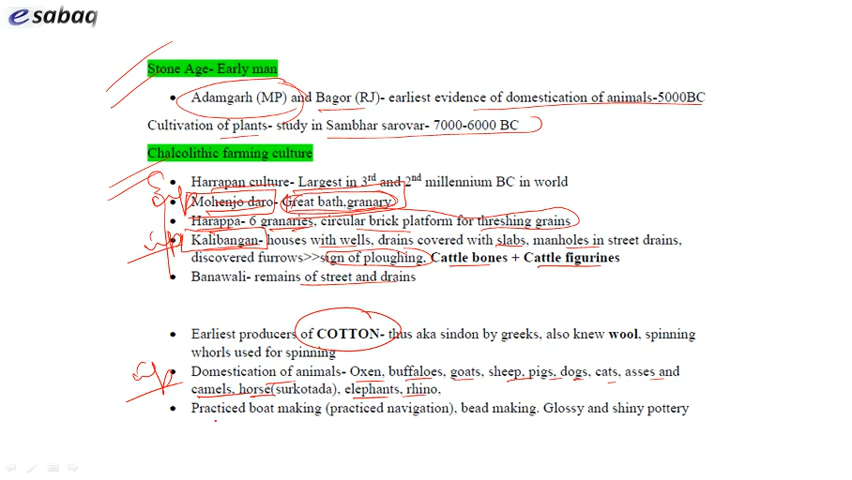 esabaq
Stone Age- Early man
• Adamgarh (MP) and Bagor (RJ)- earliest evidence of domestication of animals-5000BC
Cultivation of plants- study in Sambhar sarovar- 7000-6000 BC
Chalcolithic farming culture
• Harrapan culture- Largest in 3rd and 2nd millennium BC in world
• Mohenjo daro- Great bath,granary
• Harappa- 6 granaries, circular brick platform for threshing grains
• Kalibangan- houses with wells, drains covered with slabs, manholes in street drains,
discovered furrows>>sign of ploughing. Cattle bones + Cattle figurines
• Banawali- remains of street and drains
• Earliest producers of COTTON- thus aka sindon by greeks, also knew wool, spinning
whorls used for spinning
• Domestication of animals- Oxen, buffaloes, goats, sheep, pigs, dogs, cats, asses and
camels, horse(surkotada), elephants, rhino,
• Practiced boat making (practiced navigation), bead making. Glossy and shiny pottery